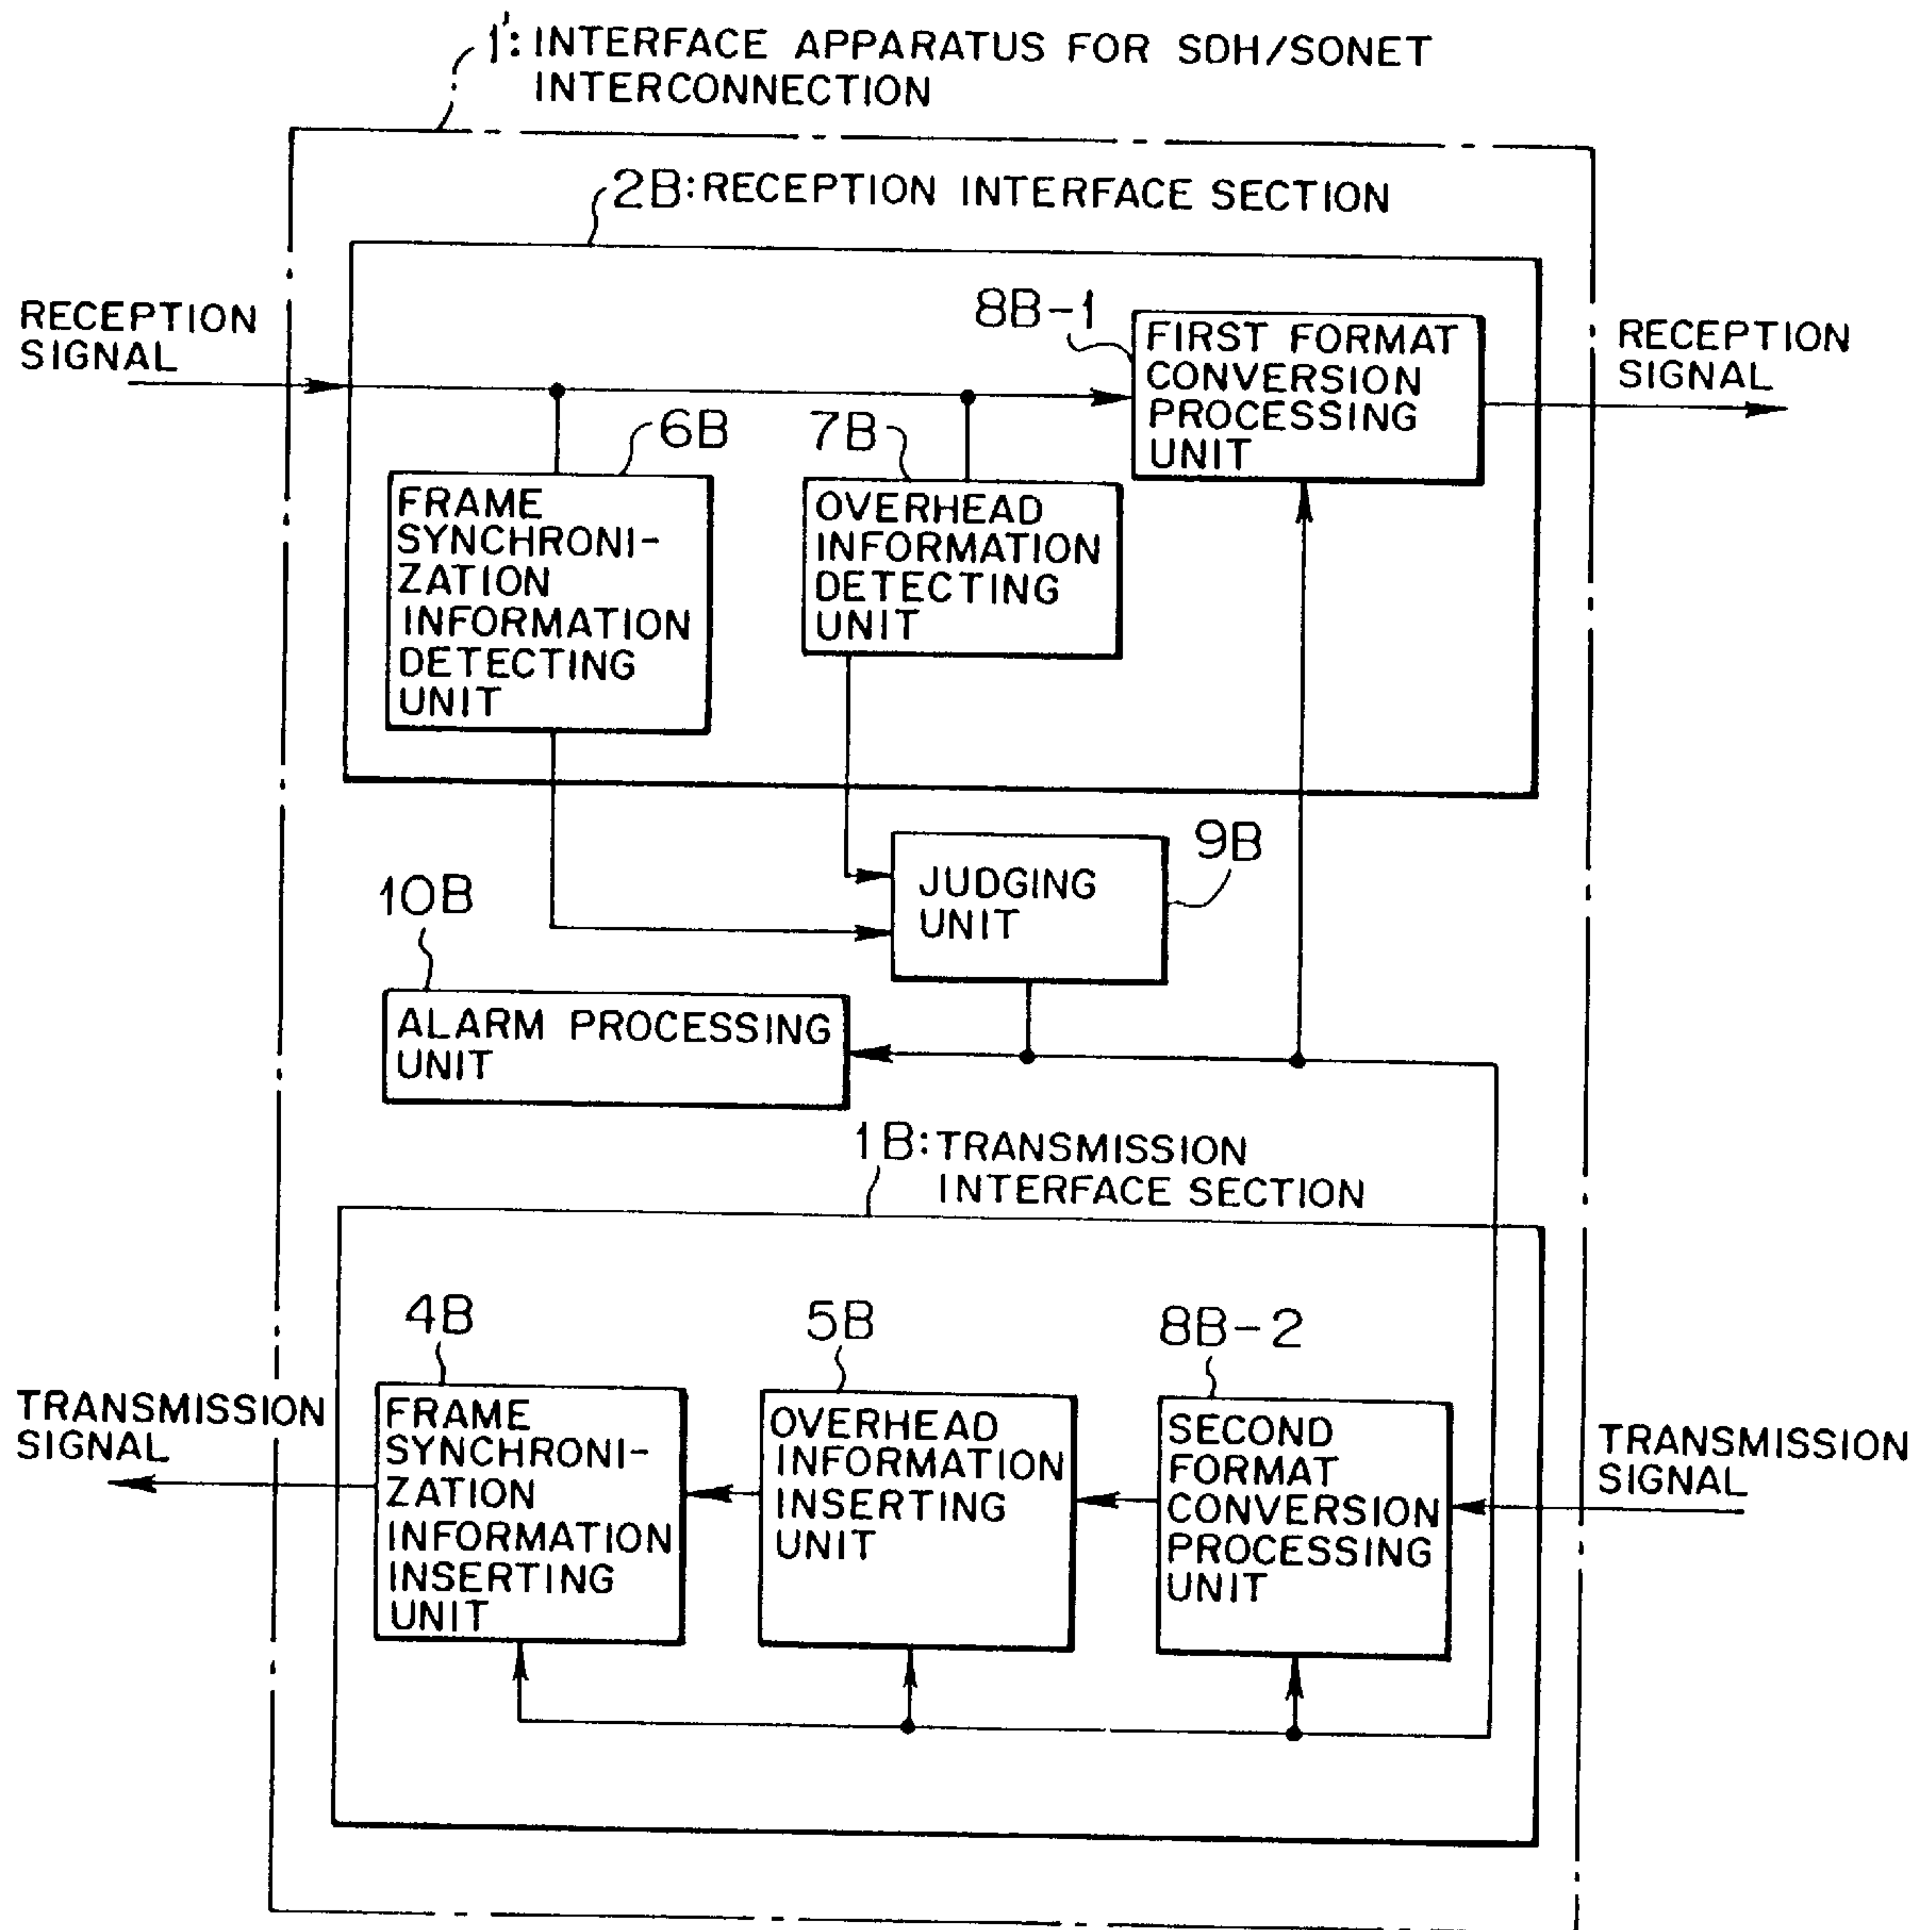 1': INTERFACE APPARATUS FOR SDH/SONET
INTERCONNECTION
2B: RECEPTION INTERFACE SECTION
RECEPTION
SIGNAL
8B-1
FIRST FORMAT
CONVERSION
PROCESSING
UNIT
RECEPTION
SIGNAL
6B
7B
FRAME
SYNCHRONI-
ZATION
INFORMATION
DETECTING
UNIT
OVERHEAD
INFORMATION
DETECTING
UNIT
9B
JUDGING
UNIT
10B
ALARM PROCESSING
UNIT
1B: TRANSMISSION
INTERFACE SECTION
4B
5B
8B-2
TRANSMISSION
SIGNAL
FRAME
SYNCHRONI-
ZATION
INFORMATION
INSERTING
UNIT
OVERHEAD
INFORMATION
INSERTING
UNIT
SECOND
FORMAT
CONVERSION
PROCESSING
UNIT
TRANSMISSION
SIGNAL